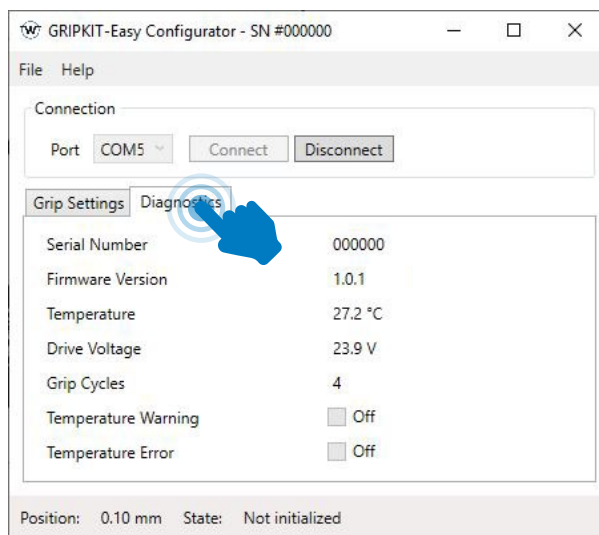 GRIPKIT-Easy Configurator - SN #000000
File Help
Connection
Port COM5 Connect Disconnect
Grip Settings Diagnostics
Serial Number 000000
Firmware Version 1.0.1
Temperature 27.2 °C
Drive Voltage 23.9 V
Grip Cycles 4
Temperature Warning Off
Temperature Error Off
Position: 0.10 mm State: Not initialized